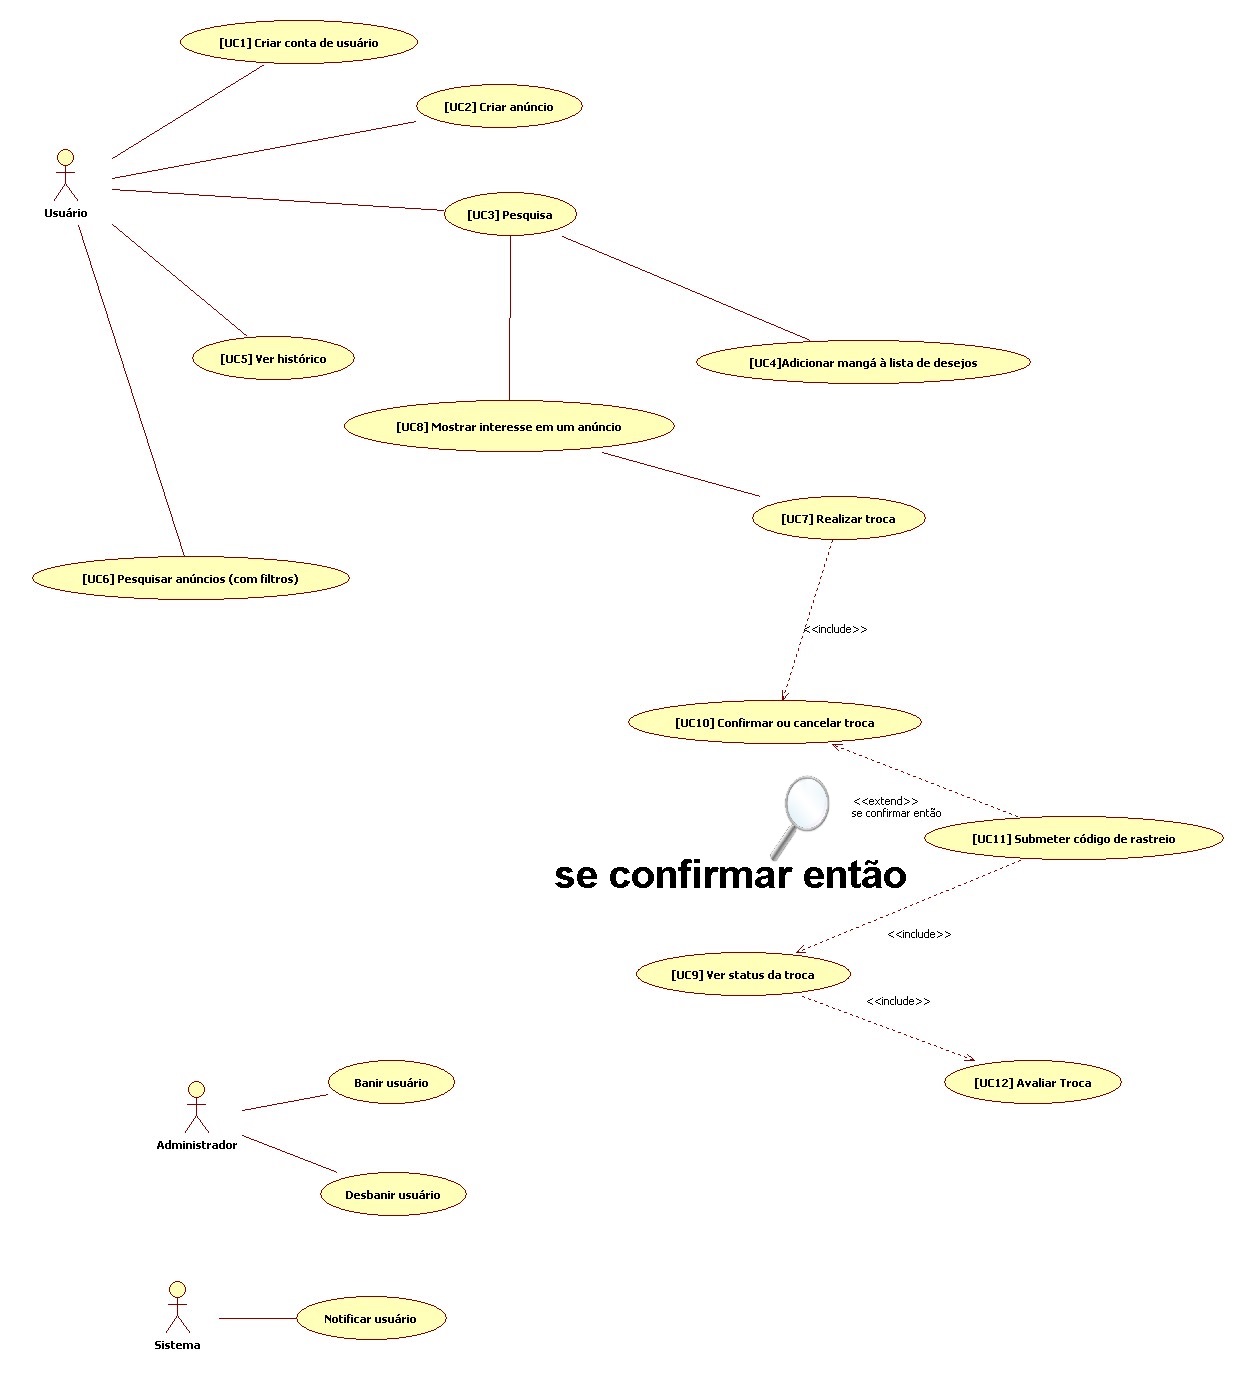 [UC1] Criar conta de usuário
[UC2] Criar anúncio
Usuário
[UC3] Pesquisa
[UC5] Ver histórico
[UC4]Adicionar mangá à lista de desejos
[UC8] Mostrar interesse em um anúncio
[UC7] Realizar troca
[UC6] Pesquisar anúncios (com filtros)
<<include>>
[UC10] Confirmar ou cancelar troca
<<extend>>
se confirmar então
[UC11] Submeter código de rastreio
se confirmar então
<<include>>
[UC9] Ver status da troca
<<include>>
[UC12] Avaliar Troca
Banir usuário
Administrador
Desbanir usuário
Notificar usuário
Sistema